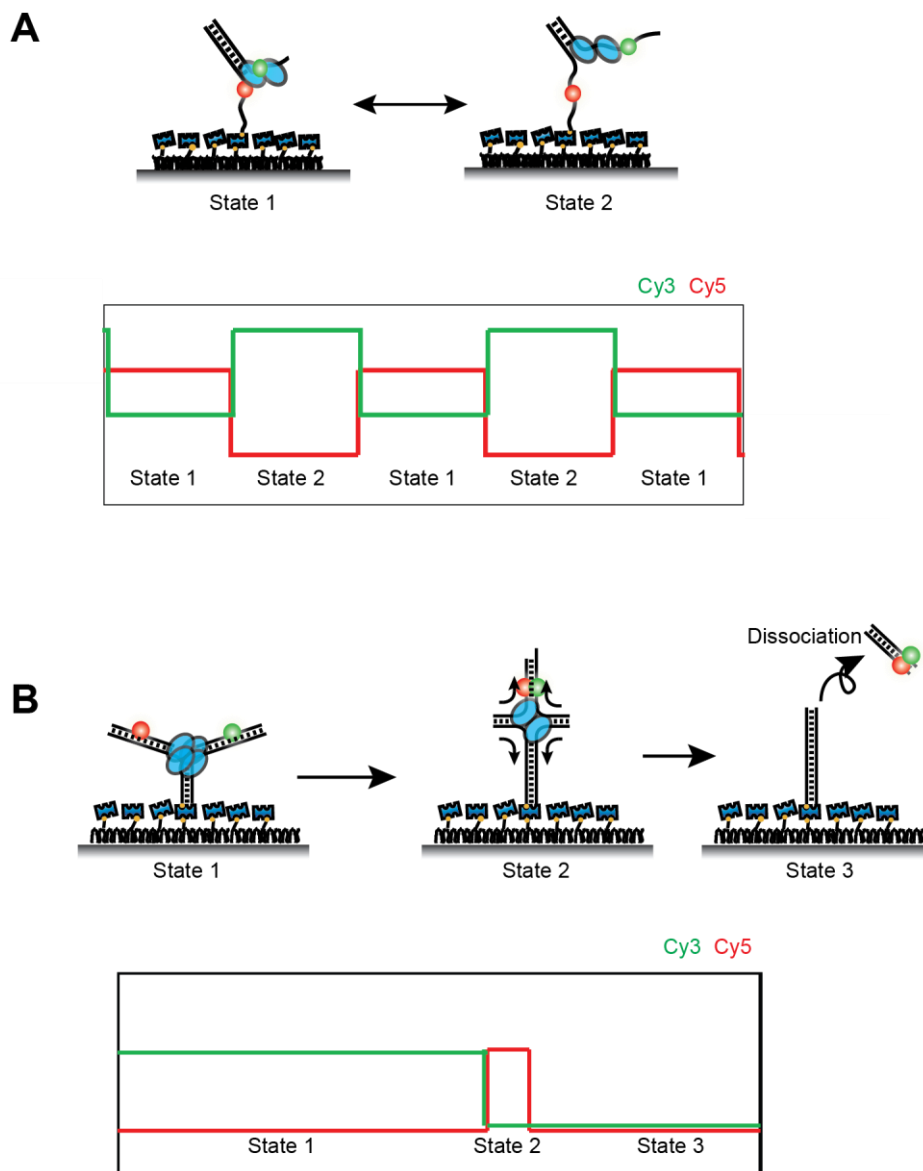 A
State 1
State 2
Cy3 Cy5
State 1 State 2 State 1 State 2 State 1
Dissociation
B
State 1
State 2
State 3
Cy3 Cy5
State 1 State 2 State 3